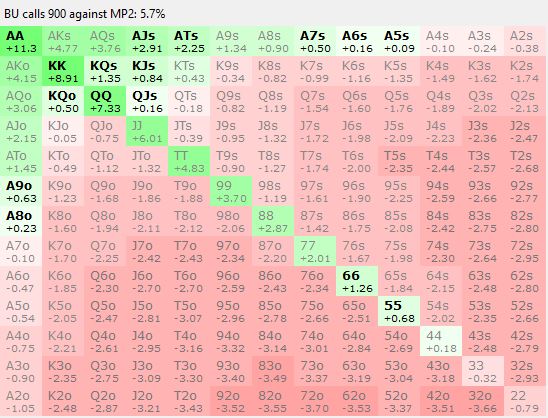 BU calls 900 against MP2: 5.7%
AA AKs AQs AJs ATs A9s A8s A7s A6s A5s A4s A3s A2s
+11.3 +4.77 +3.76 +2.91 +2.25 +1.34 +0.90 +0.50 +0.16 +0.09 -0.10 -0.24 -0.38
AKo KK KQs KJs KTs K9s K8s K7s K6s K5s K4s K3s K2s
+4.15 +8.91 +1.35 +0.84 +0.43 -0.34 -0.82 -0.99 -1.16 -1.35 -1.49 -1.62 -1.74
AQo KQo QQ QJs QTs Q9s Q8s Q7s Q6s Q5s Q4s Q3s Q2s
+3.06 +0.50 +7.33 +0.16 -0.18 -0.82 -1.19 -1.54 -1.60 -1.76 -1.89 -2.02 -2.13
AJo KJo QJo JJ JTs J9s J8s J7s J6s J5s J4s J3s J2s
+2.15 -0.05 -0.75 +6.01 -0.39 -0.95 -1.32 -1.72 -1.98 -2.09 -2.23 -2.36 -2.47
ATo KTo QTo JTo TT T9s T8s T7s T6s T5s T4s T3s T2s
+1.45 -0.49 -1.12 -1.32 +4.83 -0.90 -1.27 -1.74 -2.00 -2.35 -2.44 -2.57 -2.68
A9o K9o Q9o J9o T9o 99 98s 97s 96s 95s 94s 93s 92s
+0.63 -1.23 -1.68 -1.86 -1.88 +3.70 -1.19 -1.61 -1.90 -2.25 -2.59 -2.66 -2.77
A8o K8o Q8o J8o T8o 98o 88 87s 86s 85s 84s 83s 82s
+0.23 -1.60 -1.94 -2.11 -2.12 -2.06 +2.87 -1.42 -1.75 -2.08 -2.42 -2.75 -2.80
A7o K7o Q7o J7o T7o 97o 87o 77 76s 75s 74s 73s 72s
-0.10 -1.70 -2.25 -2.42 -2.43 -2.34 -2.20 +2.01 -1.67 -1.98 -2.30 -2.64 -2.95
A6o K6o Q6o J6o T6o 96o 86o 76o 66 65s 64s 63s 62s
-0.47 -1.85 -2.30 -2.70 -2.70 -2.59 -2.43 -2.34 +1.26 -1.84 -2.15 -2.48 -2.80
A5o K5o Q5o J5o T5o 95o 85o 75o 65o 55 54s 53s 52s
-0.54 -2.05 -2.47 -2.81 -3.07 -2.96 -2.78 -2.66 -2.51 +0.68 -2.02 -2.35 -2.66
A4o K4o Q4o J4o T4o 94o 84o 74o 64o 54o 44 43s 42s
-0.75 -2.21 -2.61 -2.95 -3.16 -3.32 -3.14 -3.01 -2.84 -2.69 +0.18 -2.48 -2.79
A3o K3o Q3o J3o T3o 93o 83o 73o 63o 53o 43o 33 32s
-0.90 -2.35 -2.75 -3.09 -3.30 -3.40 -3.49 -3.37 -3.19 -3.04 -3.18 -0.32 -2.93
A2o K2o Q2o J2o T2o 92o 82o 72o 62o 52o 42o 32o 22
-1.05 -2.48 -2.87 -3.21 -3.43 -3.52 -3.55 -3.70 -3.53 -3.37 -3.51 -3.66 -0.79